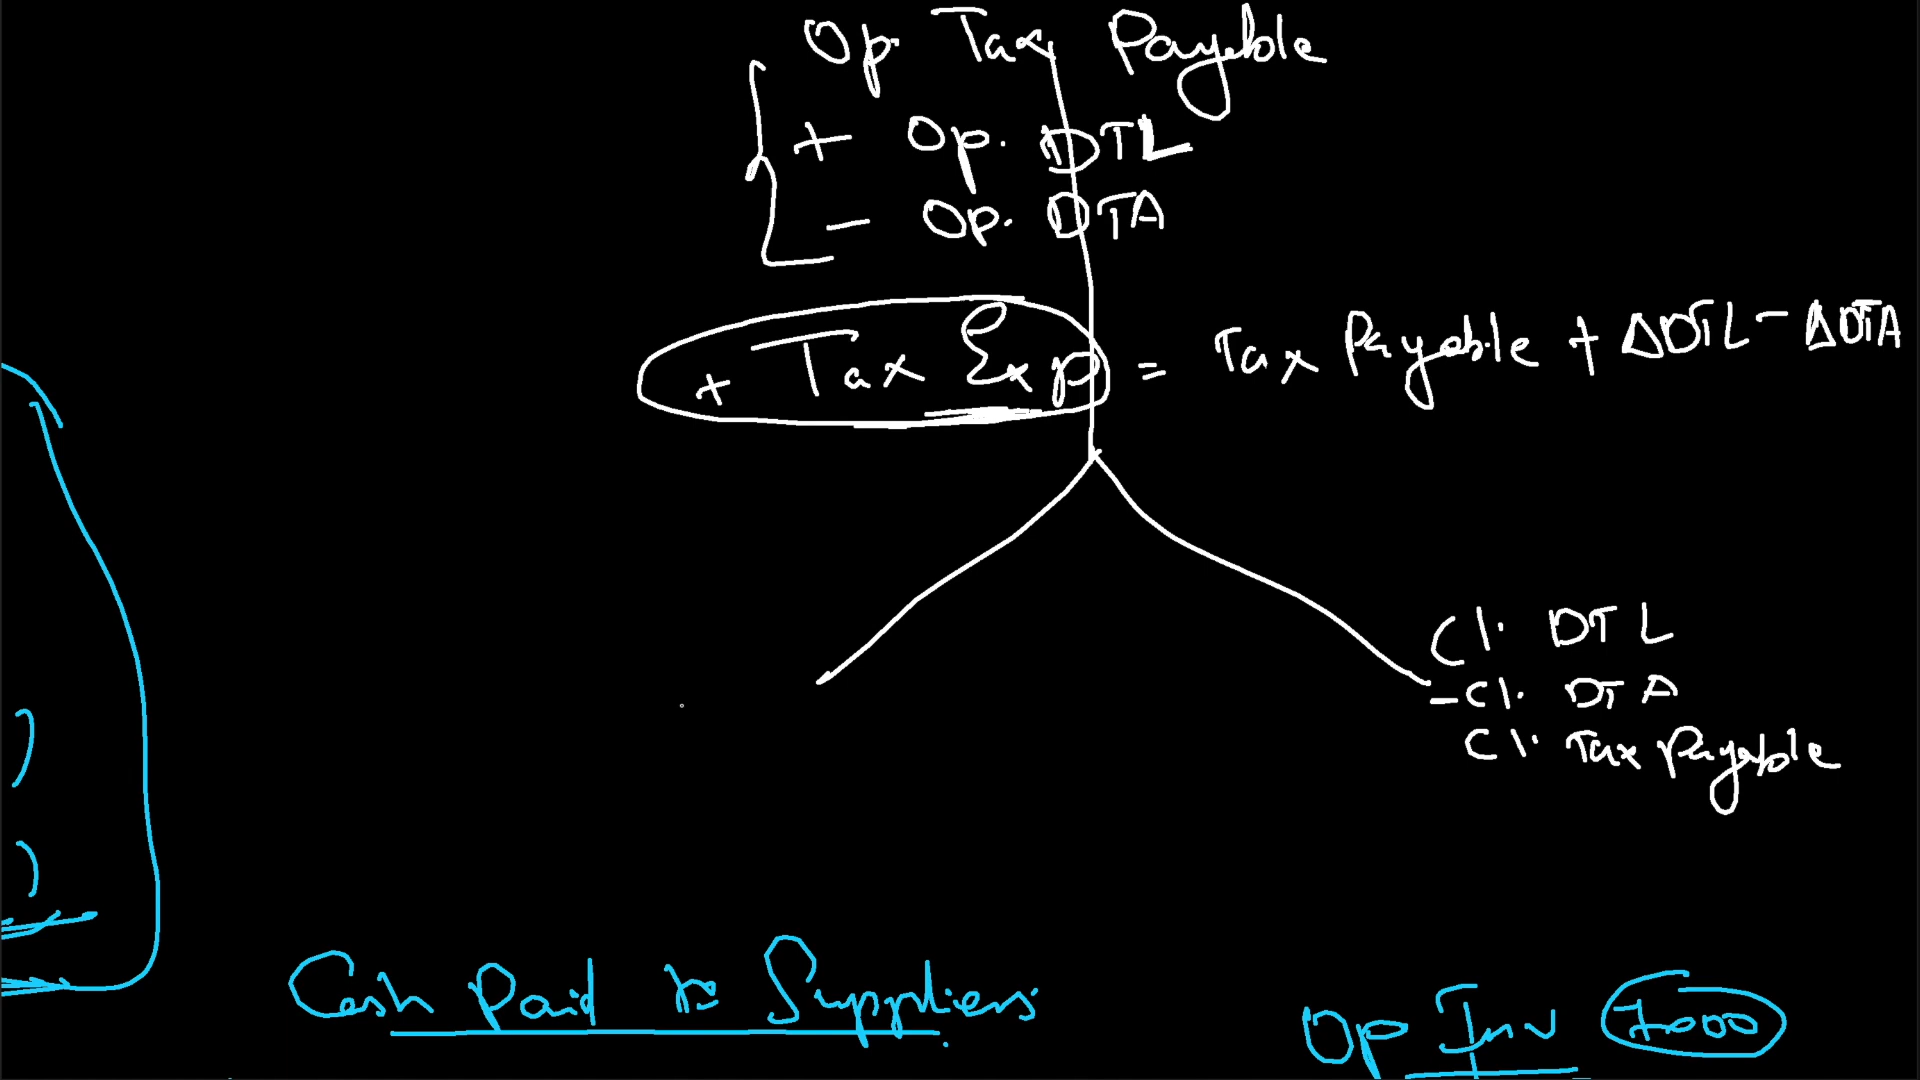 Op. Tax Payable
+ Op. DTL
- Op. DTA
+ Tax Exp = Tax Payable + ΔDTL - ΔDTA
Cl. DTL
- Cl. DTA
Cl. Tax Payable
Cash Paid to Suppliers
Op Inv 7000